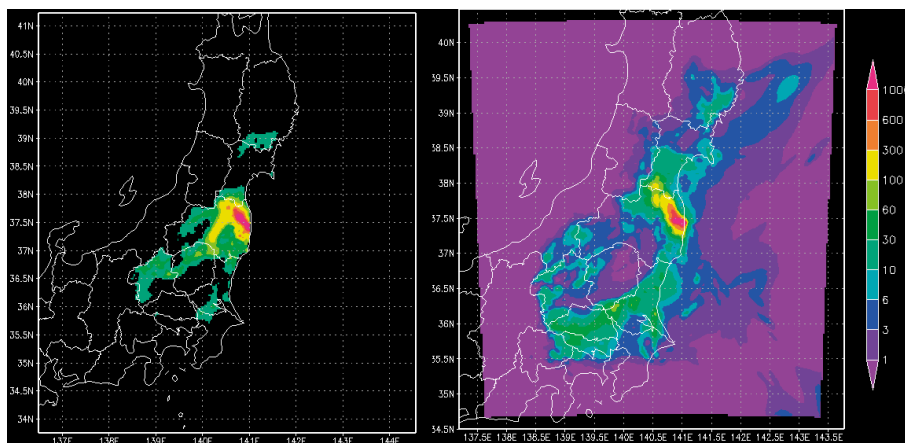 41N
40.5N
40N
39.5N
39N
38.5N
38N
37.5N
37N
36.5N
36N
35.5N
35N
34.5N
34N
137E
138E
139E
140E
141E
142E
143E
144E
40N
39.5N
39N
38.5N
38N
37.5N
37N
36.5N
36N
35.5N
35N
34.5N
137.5E
138E
138.5E
139E
139.5E
140E
140.5E
141E
141.5E
142E
142.5E
143E
143.5E
1000
600
300
100
60
30
10
6
3
1